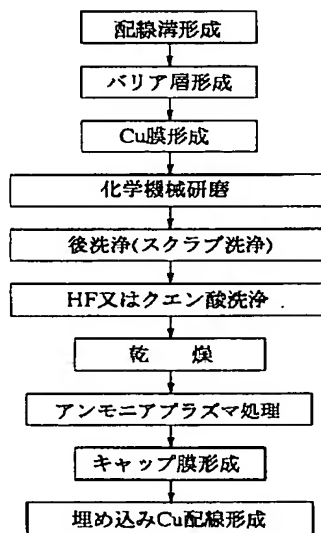 配線溝形成
バリア層形成
Cu膜形成
化学機械研磨
後洗浄(スクラブ洗浄)
HF又はクエン酸洗浄
乾　燥
アンモニアプラズマ処理
キャップ膜形成
埋め込みCu配線形成